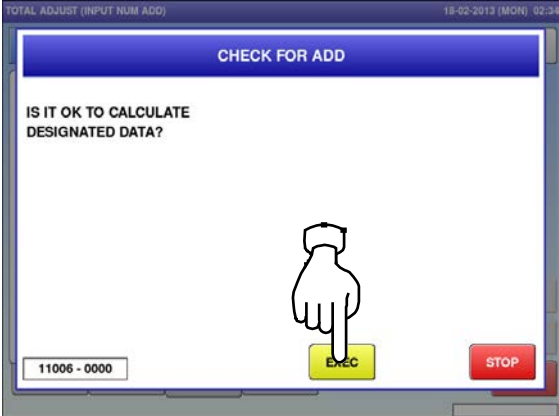 TOTAL ADJUST (INPUT NUM ADD) 18-02-2013 (MON) 02:34
CHECK FOR ADD
IS IT OK TO CALCULATE
DESIGNATED DATA?
11006 - 0000
EXEC
STOP